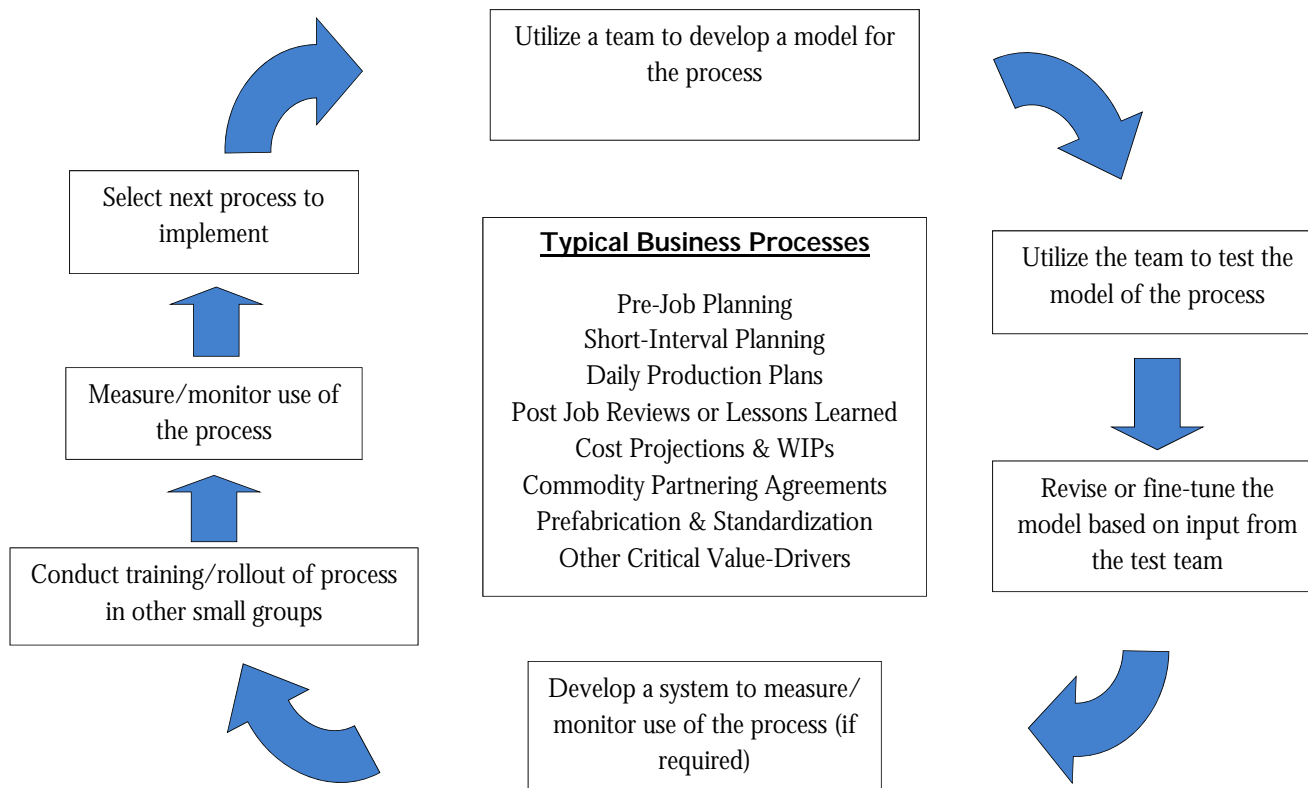 Utilize a team to develop a model for
the process
Select next process to
implement
Typical Business Processes
Pre-Job Planning
Short-Interval Planning
Daily Production Plans
Post Job Reviews or Lessons Learned
Cost Projections & WIPs
Commodity Partnering Agreements
Prefabrication & Standardization
Other Critical Value-Drivers
Utilize the team to test the
model of the process
Measure/monitor use of
the process
Revise or fine-tune the
model based on input from
the test team
Conduct training/rollout of process
in other small groups
Develop a system to measure/
monitor use of the process (if
required)